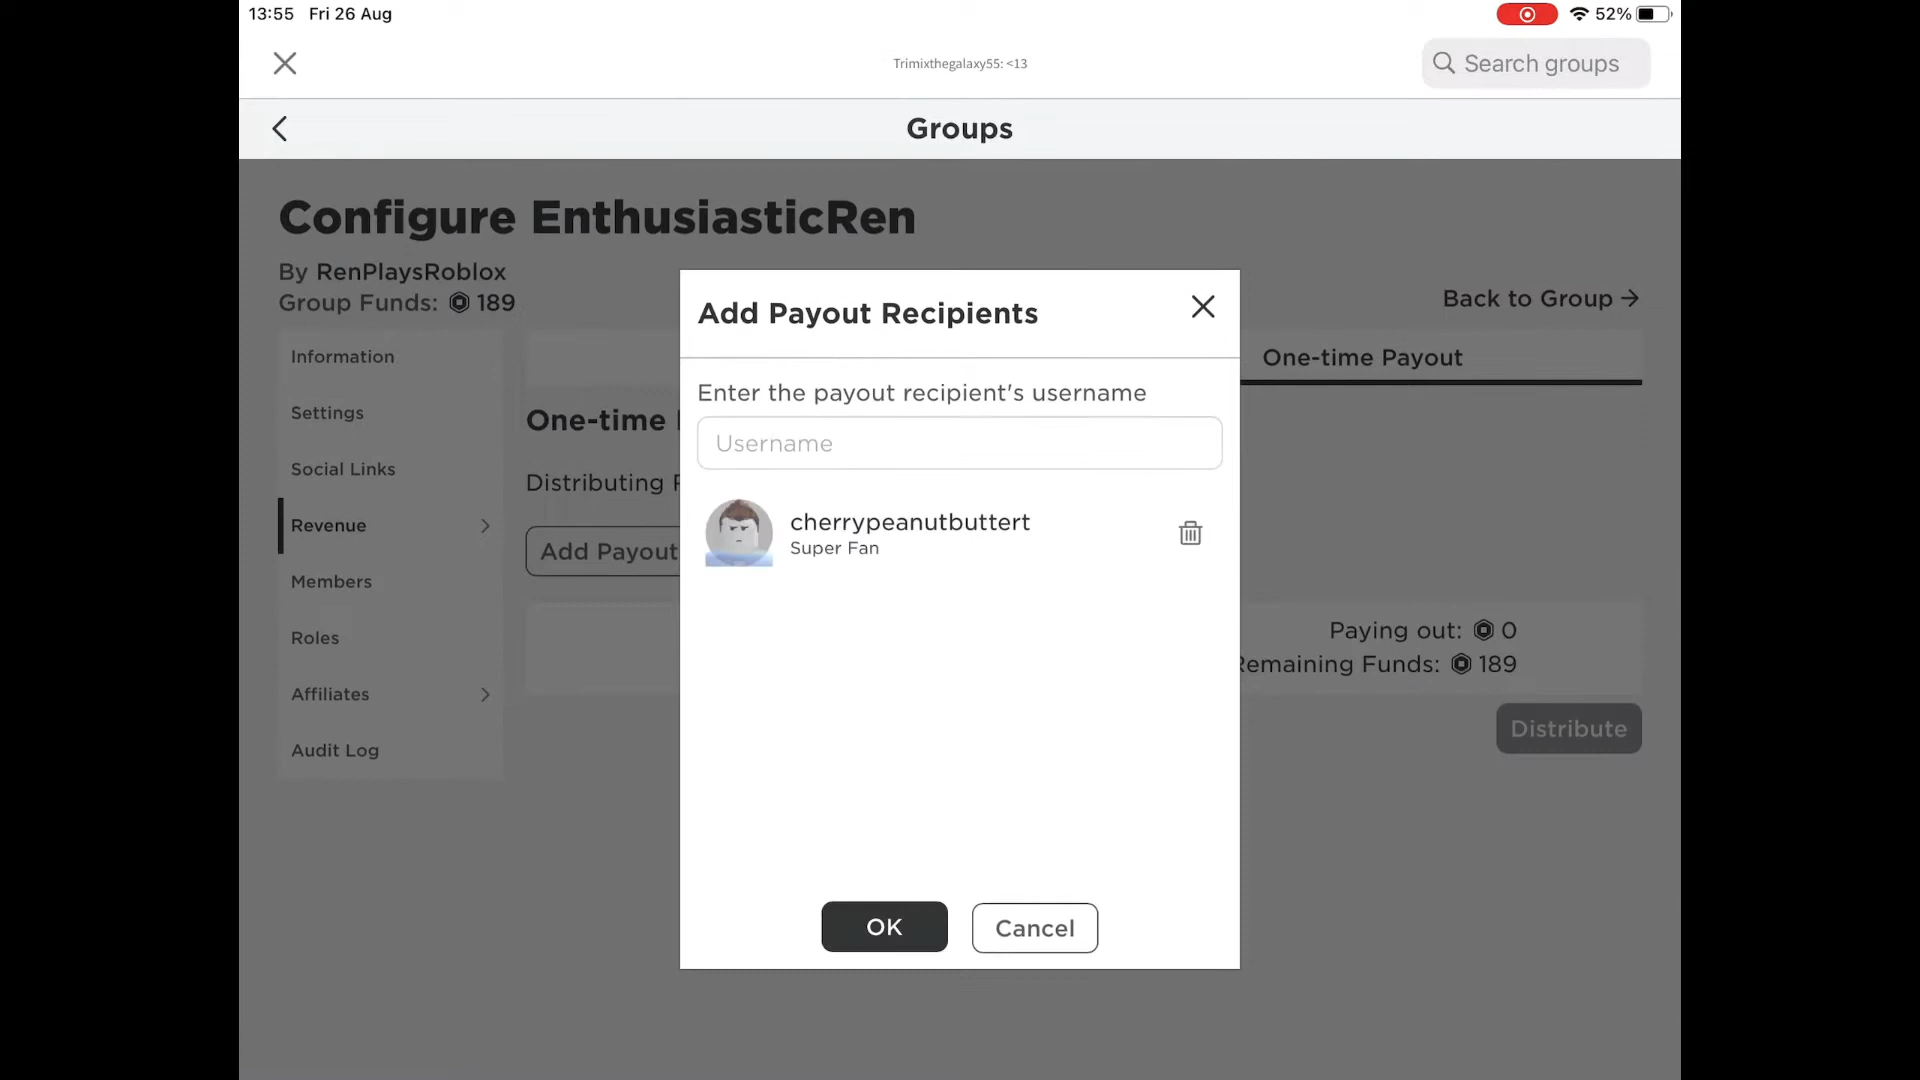 13:55 Fri 26 Aug
52%
Trimixthegalaxy55: <13
Search groups
Groups
Configure EnthusiasticRen
By RenPlaysRoblox
Group Funds: 189
Back to Group →
Information
Settings
Social Links
Revenue
Members
Roles
Affiliates
Audit Log
One-time Payout
One-time
Distributing
Add Payout
Add Payout Recipients
Enter the payout recipient's username
Username
cherrypeanutbuttert
Super Fan
OK
Cancel
Paying out: 0
Remaining Funds: 189
Distribute